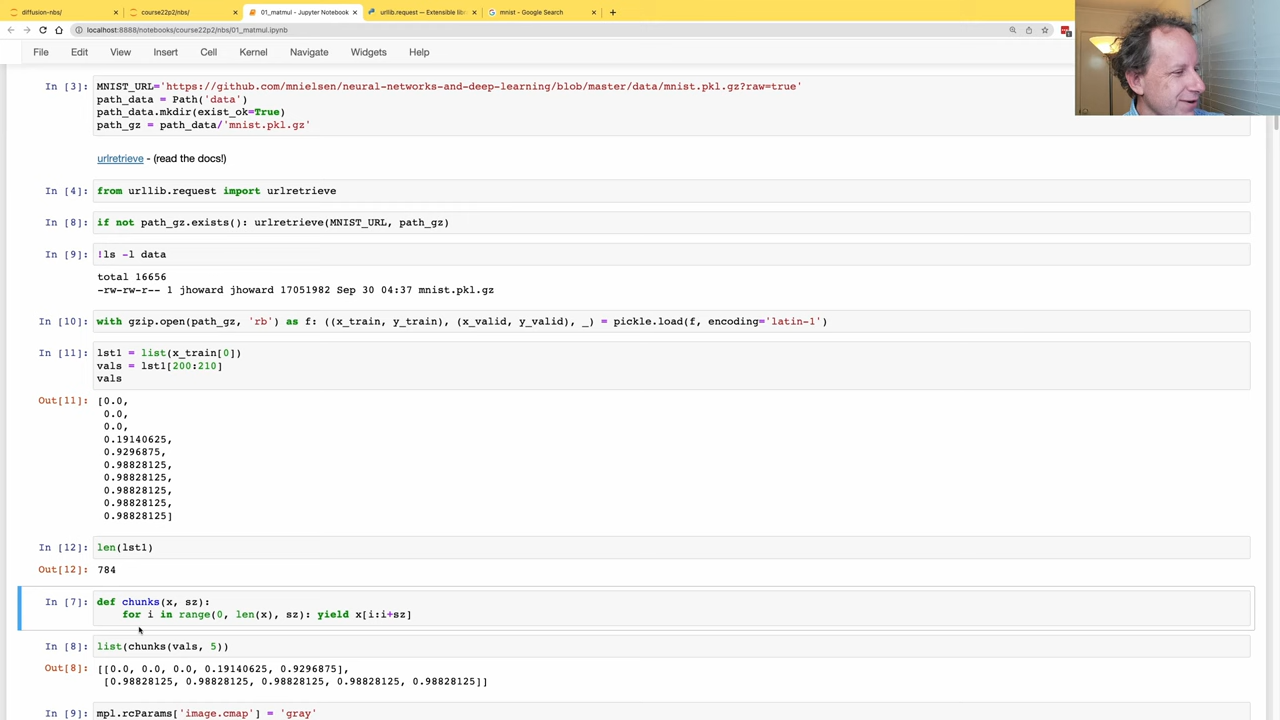 diffusion-nbs/
course22p2/nbs/
01_matmul - Jupyter Notebook
urllib.request — Extensible lib
mnist - Google Search
localhost:8888/notebooks/course22p2/nbs/01_matmul.ipynb
File Edit View Insert Cell Kernel Navigate Widgets Help
In [3]: MNIST_URL='https://github.com/mnielsen/neural-networks-and-deep-learning/blob/master/data/mnist.pkl.gz?raw=true'
path_data = Path('data')
path_data.mkdir(exist_ok=True)
path_gz = path_data/'mnist.pkl.gz'
urlretrieve - (read the docs!)
In [4]: from urllib.request import urlretrieve
In [8]: if not path_gz.exists(): urlretrieve(MNIST_URL, path_gz)
In [9]: !ls -l data
total 16656
-rw-rw-r-- 1 jhoward jhoward 17051982 Sep 30 04:37 mnist.pkl.gz
In [10]: with gzip.open(path_gz, 'rb') as f: ((x_train, y_train), (x_valid, y_valid), _) = pickle.load(f, encoding='latin-1')
In [11]: lst1 = list(x_train[0])
vals = lst1[200:210]
vals
Out[11]: [0.0,
0.0,
0.0,
0.19140625,
0.9296875,
0.98828125,
0.98828125,
0.98828125,
0.98828125,
0.98828125]
In [12]: len(lst1)
Out[12]: 784
In [7]: def chunks(x, sz):
for i in range(0, len(x), sz): yield x[i:i+sz]
In [8]: list(chunks(vals, 5))
Out[8]: [[0.0, 0.0, 0.0, 0.19140625, 0.9296875],
[0.98828125, 0.98828125, 0.98828125, 0.98828125, 0.98828125]]
In [9]: mpl.rcParams['image.cmap'] = 'gray'